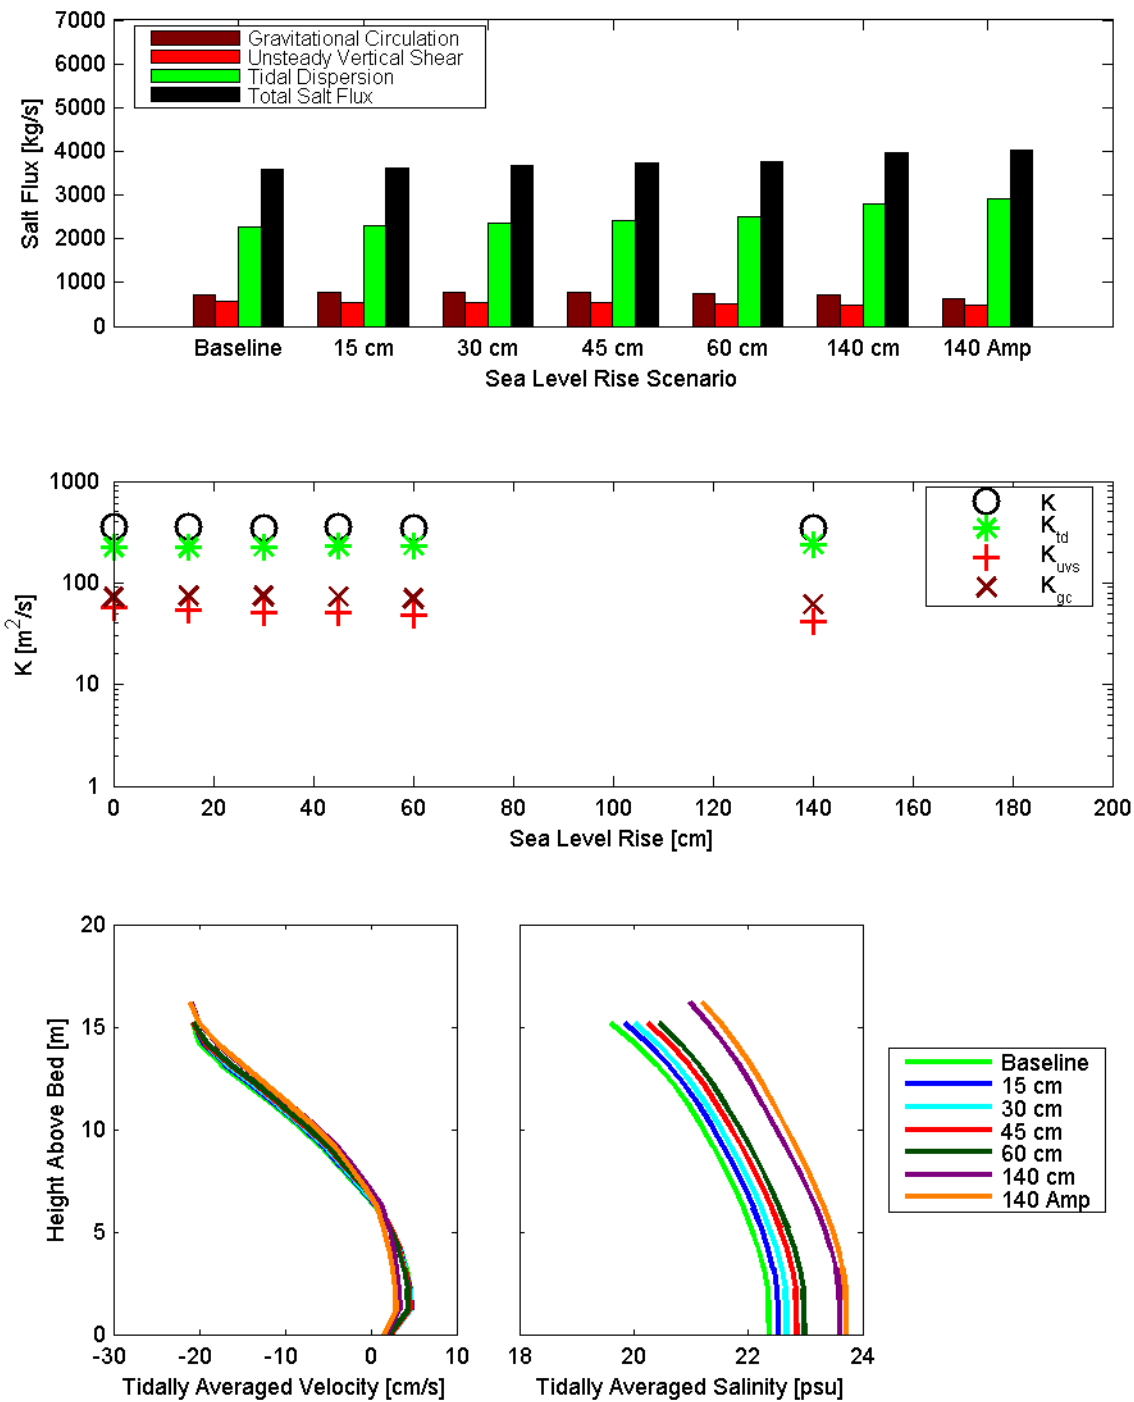 7000
6000
5000
4000
3000
2000
1000
0
Salt Flux [kg/s]
Gravitational Circulation
Unsteady Vertical Shear
Tidal Dispersion
Total Salt Flux
Baseline 15 cm 30 cm 45 cm 60 cm 140 cm 140 Amp
Sea Level Rise Scenario
1000
100
10
1
K [m²/s]
K
K td
K uvs
K gc
0 20 40 60 80 100 120 140 160 180 200
Sea Level Rise [cm]
20
15
10
5
0
Height Above Bed [m]
-30 -20 -10 0 10
Tidally Averaged Velocity [cm/s]
18 20 22 24
Tidally Averaged Salinity [psu]
Baseline
15 cm
30 cm
45 cm
60 cm
140 cm
140 Amp